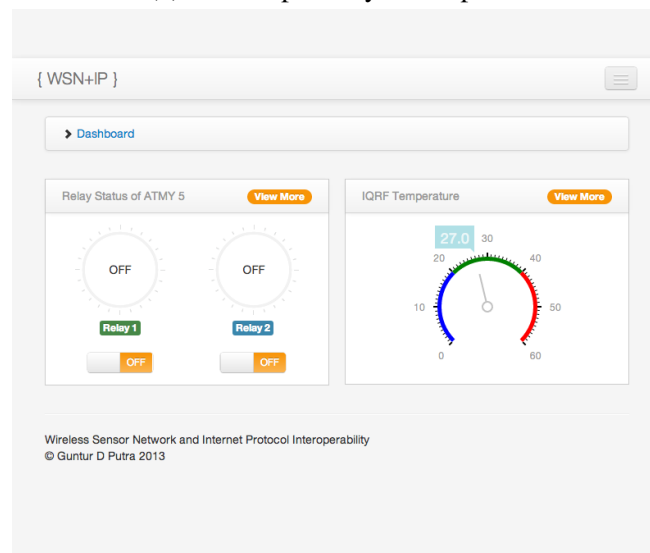 { WSN+IP }
Dashboard
Relay Status of ATMY 5
View More
OFF
OFF
Relay 1
Relay 2
OFF
OFF
IQRF Temperature
View More
27.0
30
20
40
10
50
0
60
Wireless Sensor Network and Internet Protocol Interoperability
© Guntur D Putra 2013